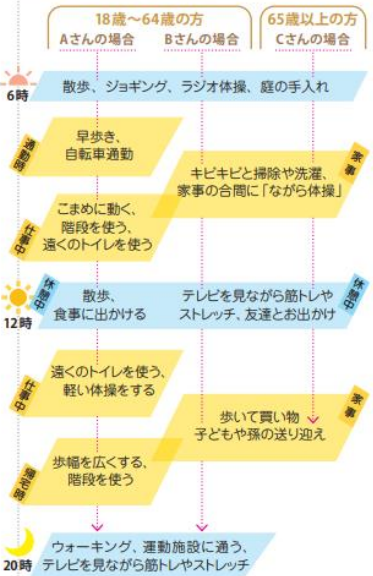 18歳～64歳の方
65歳以上の方
Aさんの場合
Bさんの場合
Cさんの場合
6時
散歩、ジョギング、ラジオ体操、庭の手入れ
通勤時
早歩き、
自転車通勤
家事
キビキビと掃除や洗濯、
家事の合間に「ながら体操」
仕事中
こまめに動く、
階段を使う、
遠くのトイレを使う
12時
休憩中
散歩、
食事に出かける
テレビを見ながら筋トレや
ストレッチ、友達とお出かけ
休憩中
仕事中
遠くのトイレを使う、
軽い体操をする
家事
歩いて買い物
子どもや孫の送り迎え
帰宅時
歩幅を広くする、
階段を使う
20時
ウォーキング、運動施設に通う、
テレビを見ながら筋トレやストレッチ